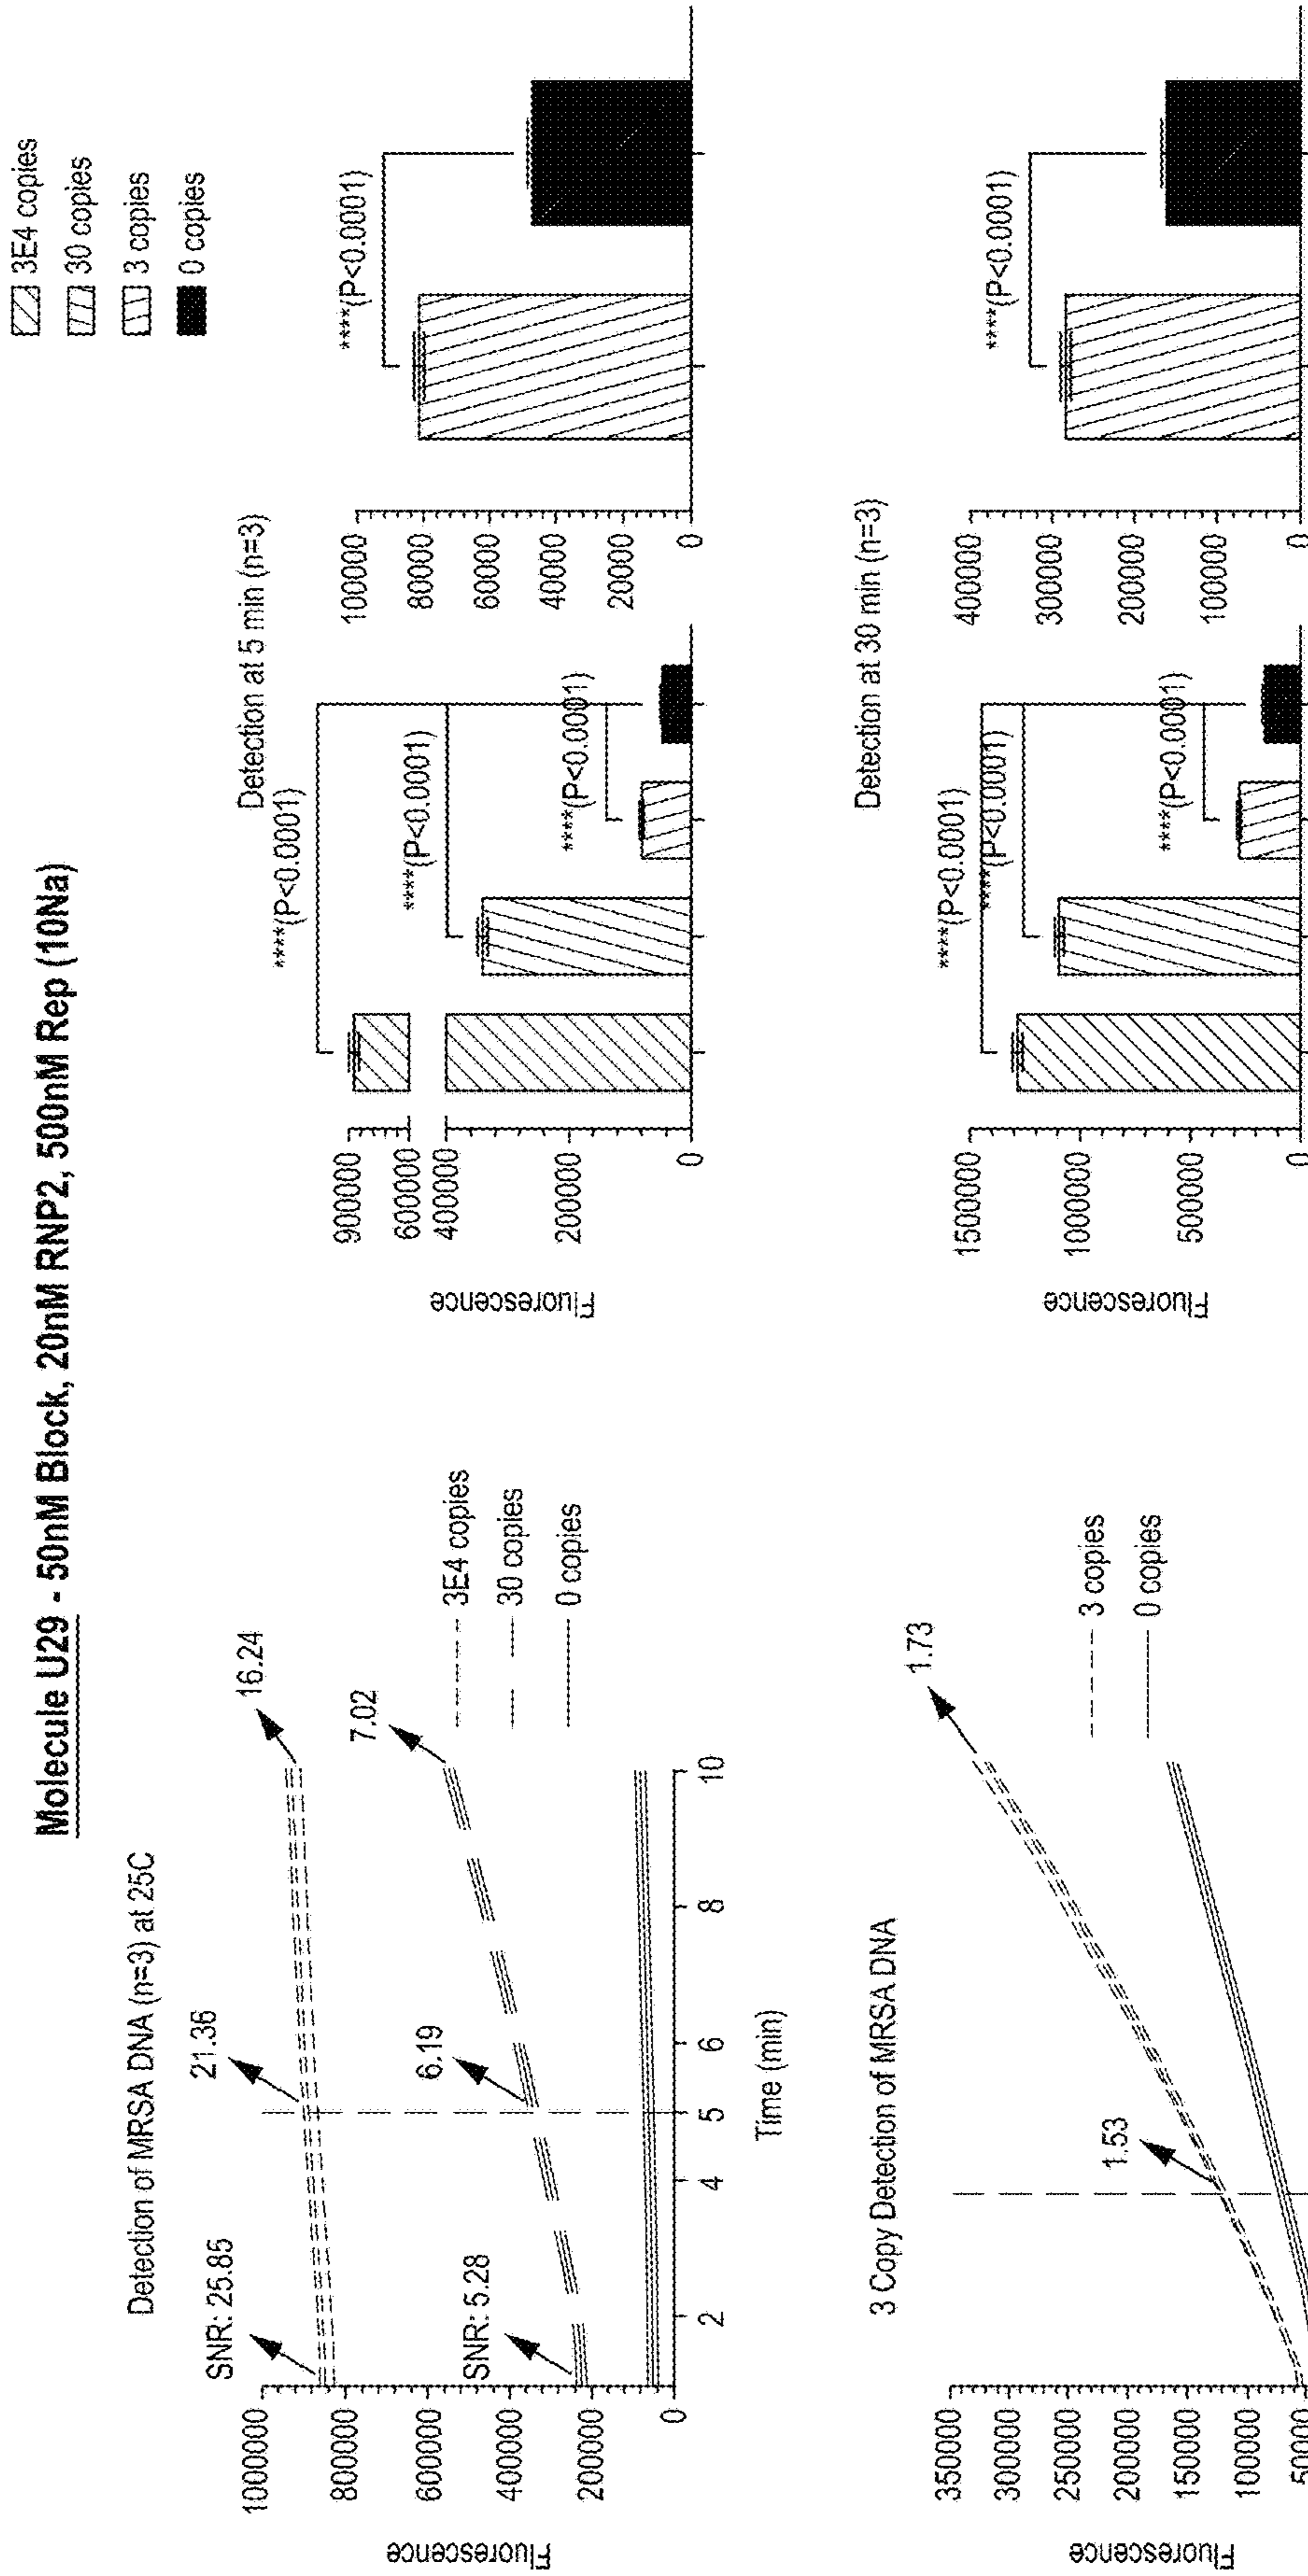 Molecule U29 - 50nM Block, 20nM RNP2, 500nM Rep (10Na)
3E4 copies
30 copies
3 copies
0 copies
Detection of MRSA DNA (n=3) at 25C
SNR: 25.85
21.36
16.24
SNR: 5.28
6.19
7.02
3E4 copies
30 copies
0 copies
Fluorescence
1000000
800000
600000
400000
200000
0
2
4
5
6
8
10
Time (min)
Detection at 5 min (n=3)
****(P<0.0001)
****(P<0.0001)
****(P<0.0001)
Fluorescence
900000
600000
400000
200000
0
****(P<0.0001)
100000
80000
60000
40000
20000
0
3 Copy Detection of MRSA DNA
1.53
1.73
3 copies
0 copies
Fluorescence
350000
300000
250000
200000
150000
100000
Detection at 30 min (n=3)
****(P<0.0001)
****(P<0.0001)
****(P<0.0001)
Fluorescence
1500000
1000000
500000
0
****(P<0.0001)
400000
300000
200000
100000
0